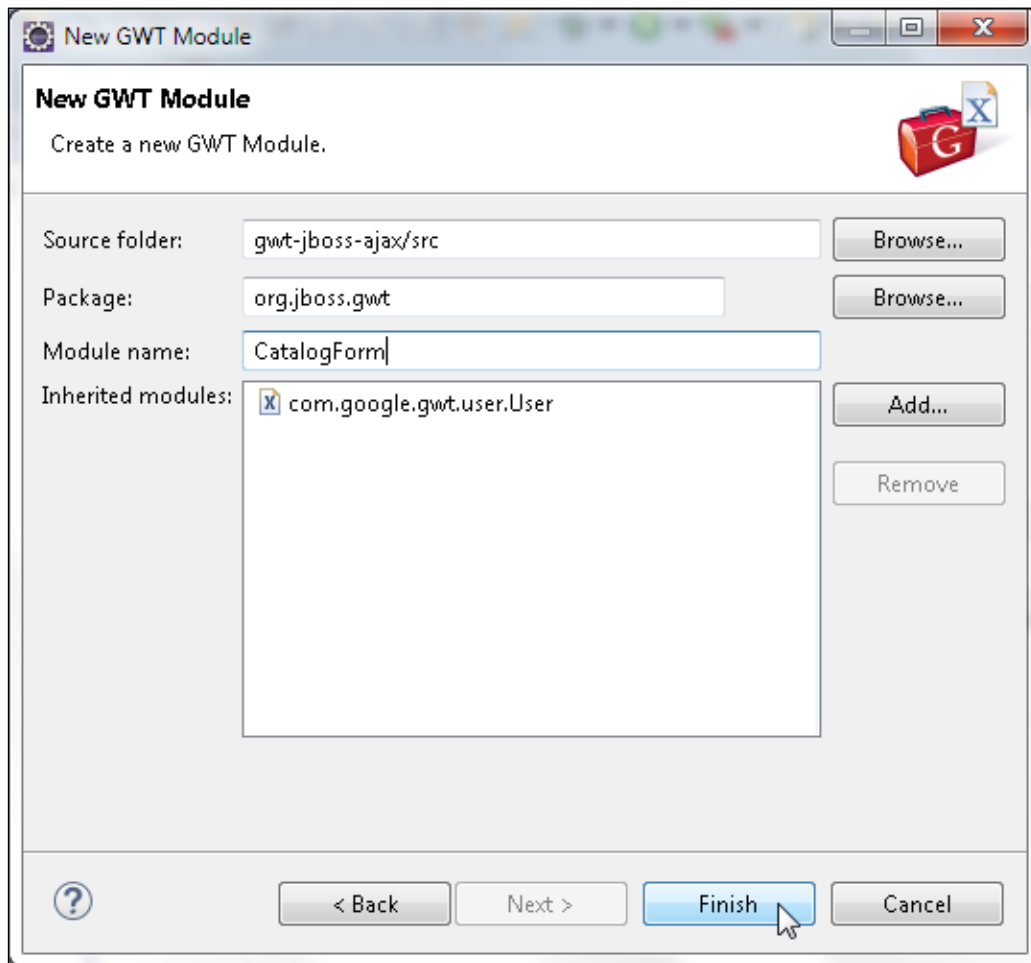 New GWT Module
New GWT Module
Create a new GWT Module.
X
G
Source folder: gwt-jboss-ajax/src Browse...
Package: org.jboss.gwt Browse...
Module name: CatalogForm
Inherited modules: X com.google.gwt.user.User Add...
Remove
? < Back Next > Finish Cancel